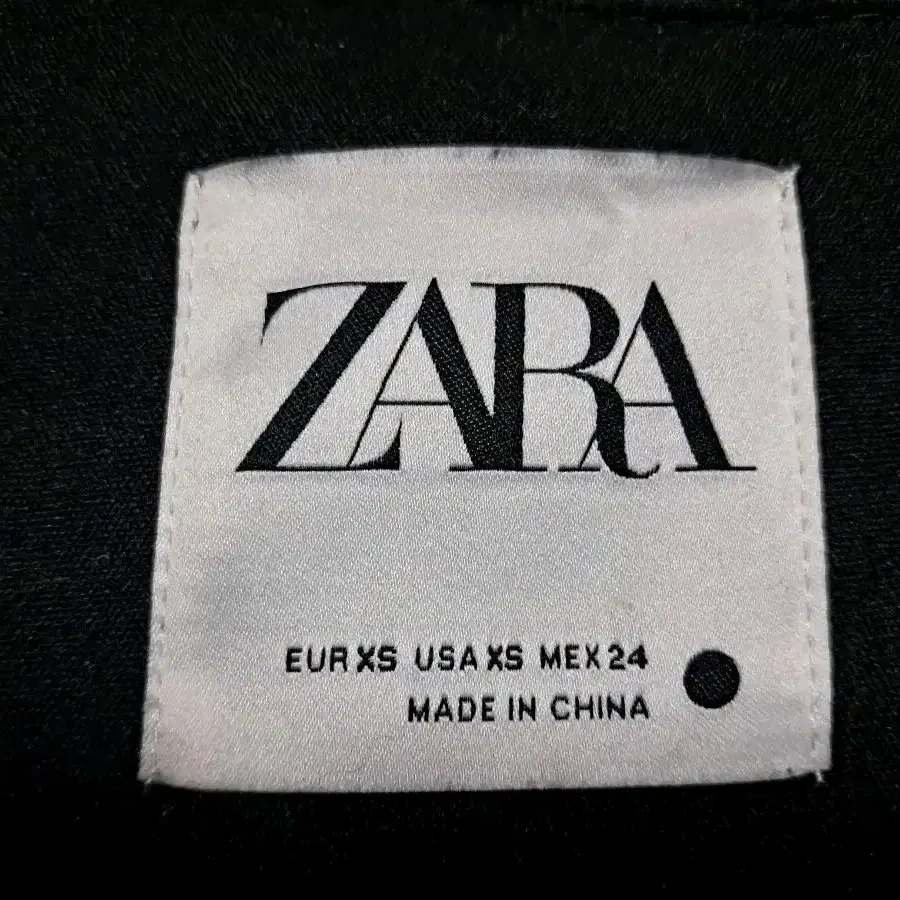 ZARA
EUR XS USA XS MEX 24
MADE IN CHINA